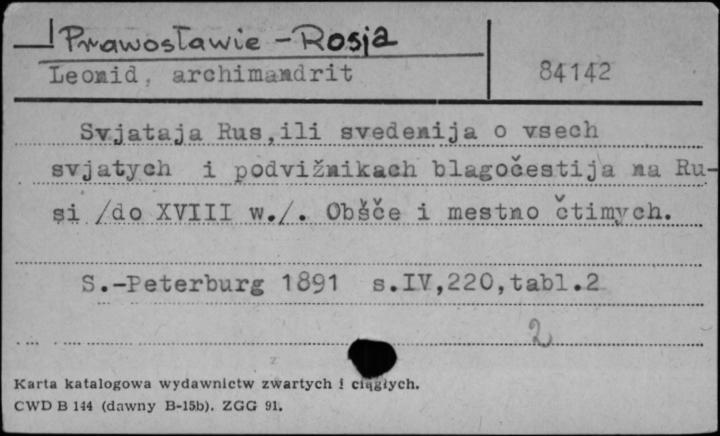 Prawosławie - Rosja
Leonid, archimandrit 84142
Svjataja Rus, ili svedenija o vsech
svjatych i podvižnikach blagočestija na Ru-
si /do XVIII w./. Obšče i mestno čtimych.
S.-Peterburg 1891 s.IV,220,tabl.2
2
Karta katalogowa wydawnictw zwartych i ciągłych.
CWD B 144 (dawny B-15b). ZGG 91.